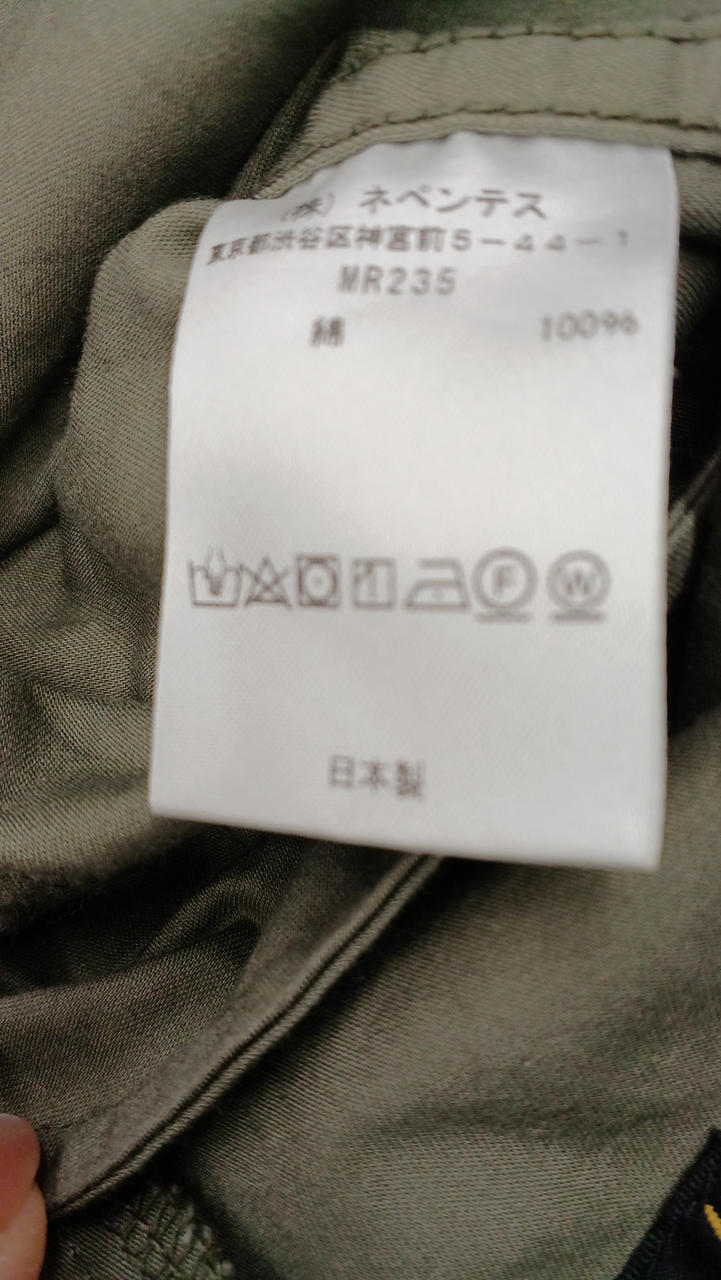 (株) ネペンテス
東京都渋谷区神宮前5-44-1
MR235
綿 100%
F W
日本製